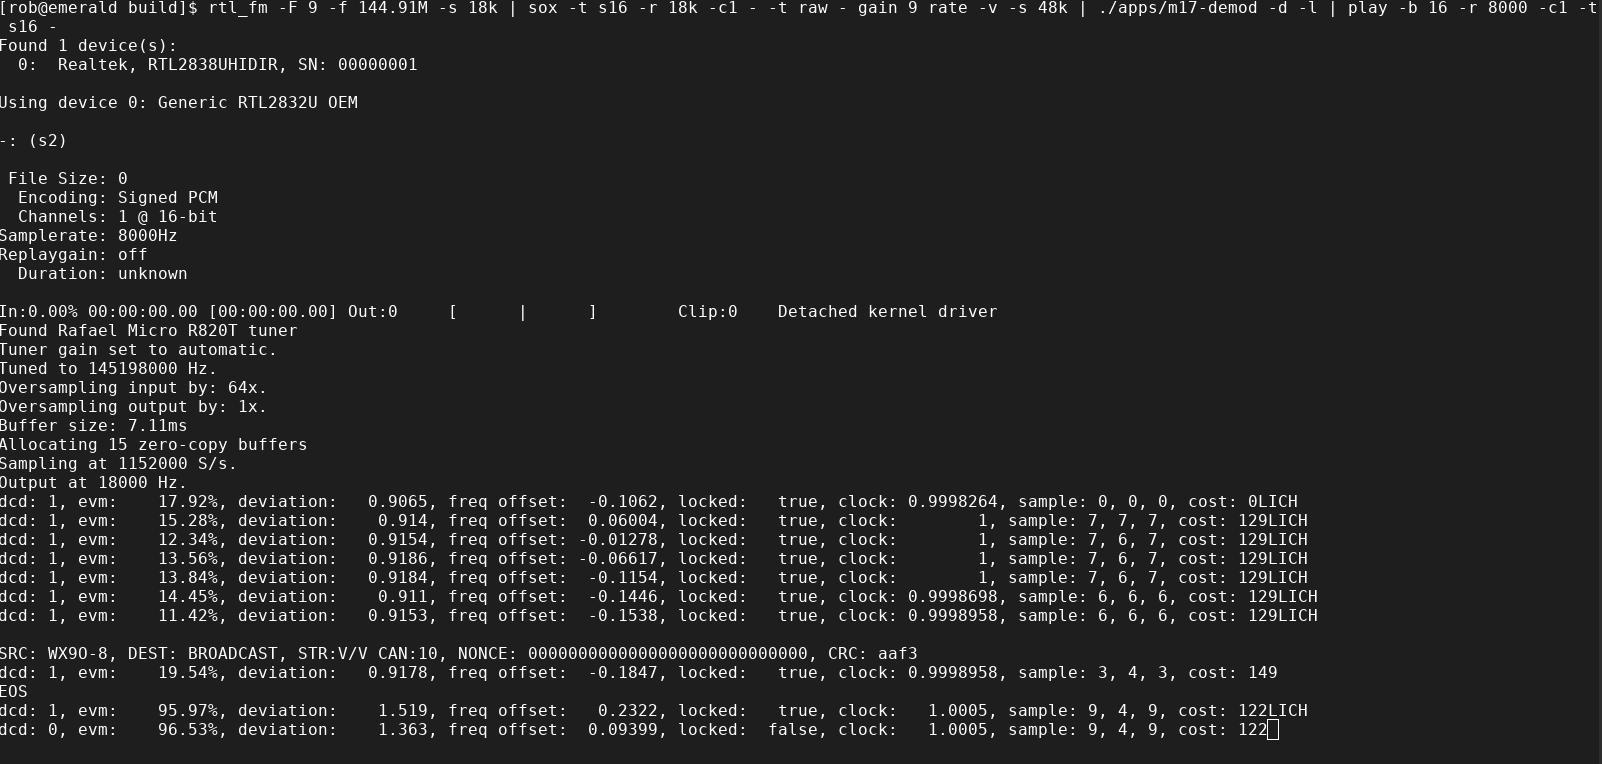 [rob@emerald build]$ rtl_fm -F 9 -f 144.91M -s 18k | sox -t s16 -r 18k -c1 - -t raw - gain 9 rate -v -s 48k | ./apps/m17-demod -d -l | play -b 16 -r 8000 -c1 -t
 s16 -
Found 1 device(s):
  0:  Realtek, RTL2838UHIDIR, SN: 00000001

Using device 0: Generic RTL2832U OEM

-: (s2)

 File Size: 0
  Encoding: Signed PCM
  Channels: 1 @ 16-bit
Samplerate: 8000Hz
Replaygain: off
  Duration: unknown

In:0.00% 00:00:00.00 [00:00:00.00] Out:0     [      |      ]        Clip:0    Detached kernel driver
Found Rafael Micro R820T tuner
Tuner gain set to automatic.
Tuned to 145198000 Hz.
Oversampling input by: 64x.
Oversampling output by: 1x.
Buffer size: 7.11ms
Allocating 15 zero-copy buffers
Sampling at 1152000 S/s.
Output at 18000 Hz.
dcd: 1, evm:    17.92%, deviation:   0.9065, freq offset:  -0.1062, locked:   true, clock: 0.9998264, sample: 0, 0, 0, cost: 0LICH
dcd: 1, evm:    15.28%, deviation:    0.914, freq offset:  0.06004, locked:   true, clock:        1, sample: 7, 7, 7, cost: 129LICH
dcd: 1, evm:    12.34%, deviation:   0.9154, freq offset: -0.01278, locked:   true, clock:        1, sample: 7, 6, 7, cost: 129LICH
dcd: 1, evm:    13.56%, deviation:   0.9186, freq offset: -0.06617, locked:   true, clock:        1, sample: 7, 6, 7, cost: 129LICH
dcd: 1, evm:    13.84%, deviation:   0.9184, freq offset:  -0.1154, locked:   true, clock:        1, sample: 7, 6, 7, cost: 129LICH
dcd: 1, evm:    14.45%, deviation:    0.911, freq offset:  -0.1446, locked:   true, clock: 0.9998698, sample: 6, 6, 6, cost: 129LICH
dcd: 1, evm:    11.42%, deviation:   0.9153, freq offset:  -0.1538, locked:   true, clock: 0.9998958, sample: 6, 6, 6, cost: 129LICH

SRC: WX9O-8, DEST: BROADCAST, STR:V/V CAN:10, NONCE: 0000000000000000000000000000, CRC: aaf3
dcd: 1, evm:    19.54%, deviation:   0.9178, freq offset:  -0.1847, locked:   true, clock: 0.9998958, sample: 3, 4, 3, cost: 149
EOS
dcd: 1, evm:    95.97%, deviation:    1.519, freq offset:   0.2322, locked:   true, clock:   1.0005, sample: 9, 4, 9, cost: 122LICH
dcd: 0, evm:    96.53%, deviation:    1.363, freq offset:  0.09399, locked:  false, clock:   1.0005, sample: 9, 4, 9, cost: 122